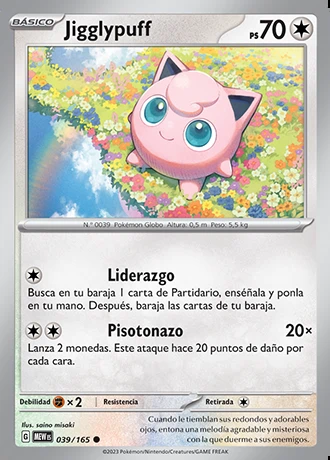 BÁSICO
Jigglypuff
PS 70
N.º 0039 Pokémon Globo Altura: 0,5 m Peso: 5,5 kg
Liderazgo
Busca en tu baraja 1 carta de Partidario, enséñala y ponla
en tu mano. Después, baraja las cartas de tu baraja.
Pisotonazo 20×
Lanza 2 monedas. Este ataque hace 20 puntos de daño por
cada cara.
Debilidad ×2 Resistencia Retirada
Ilus. saino misaki
Cuando le tiemblan sus redondos y adorables
ojos, entona una melodía agradable y misteriosa
con la que duerme a sus enemigos.
G MEW ES 039/165
©2023 Pokémon/Nintendo/Creatures/GAME FREAK